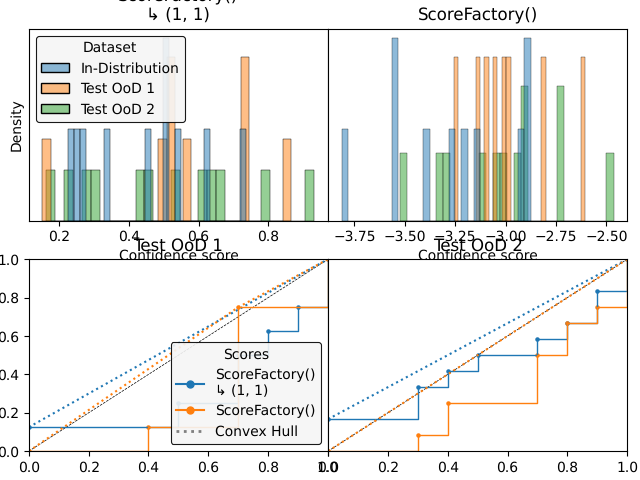 ScoreFactory()
↳ (1, 1)
ScoreFactory()
Dataset
In-Distribution
Test OoD 1
Test OoD 2
Density
0.2 0.4 0.6 0.8
−3.75 −3.50 −3.25 −3.00 −2.75 −2.50
Confidence score
Confidence score
Test OoD 1
Test OoD 2
1.0
0.8
0.6
0.4
0.2
0.0
Scores
ScoreFactory()
↳ (1, 1)
ScoreFactory()
Convex Hull
0.0 0.2 0.4 0.6 0.8 1.0
0.0 0.2 0.4 0.6 0.8 1.0